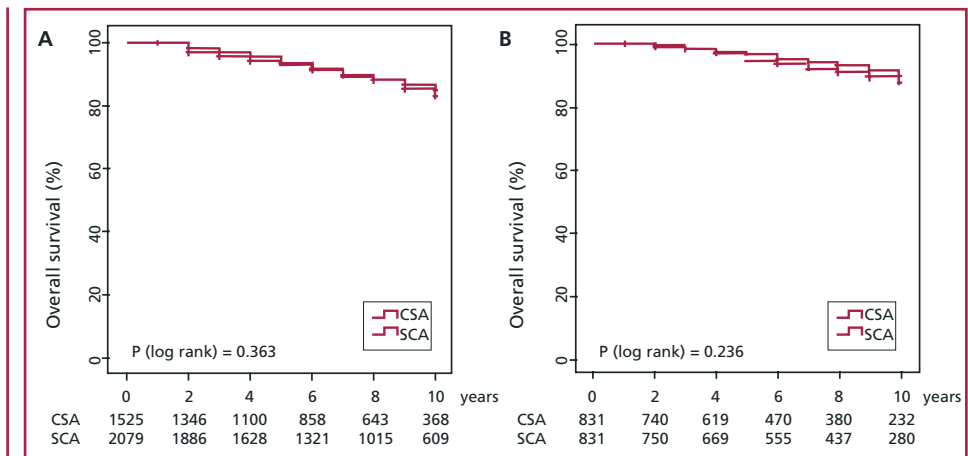 A
Overall survival (%)
100
80
60
40
20
0
CSA
SCA
P (log rank) = 0.363
0 2 4 6 8 10 years
CSA 1525 1346 1100 858 643 368
SCA 2079 1886 1628 1321 1015 609
B
Overall survival (%)
100
80
60
40
20
0
CSA
SCA
P (log rank) = 0.236
0 2 4 6 8 10 years
CSA 831 740 619 470 380 232
SCA 831 750 669 555 437 280